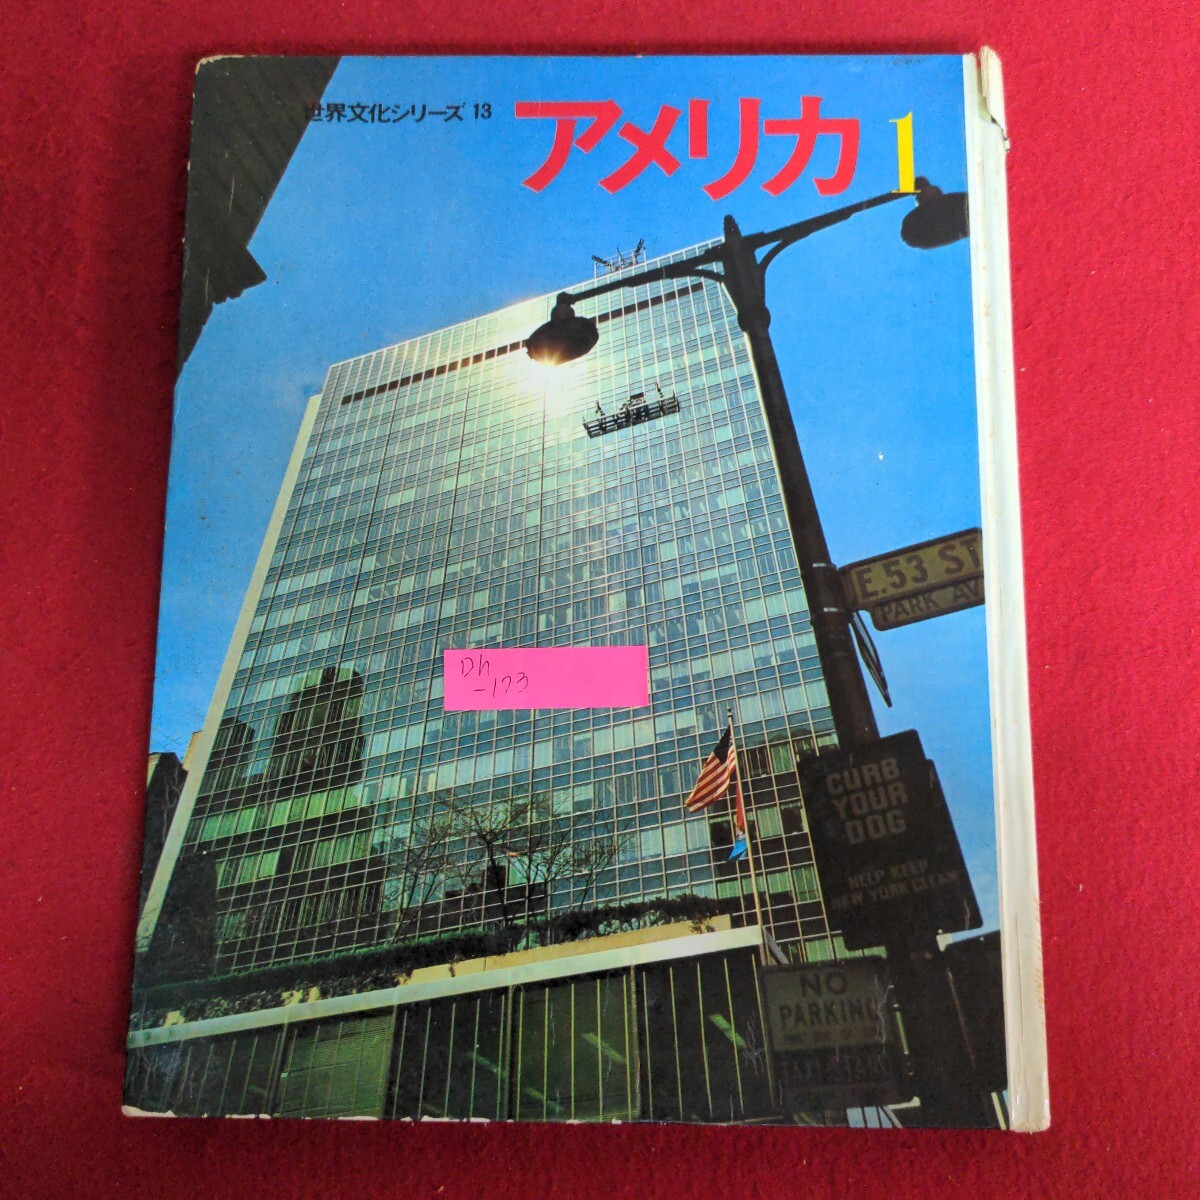 世界文化シリーズ 13
アメリカ 1
E.53 ST
PARK AV
Dh
-173
CURB
YOUR
DOG
HELP KEEP
NEW YORK CLEAN
NO
PARKING